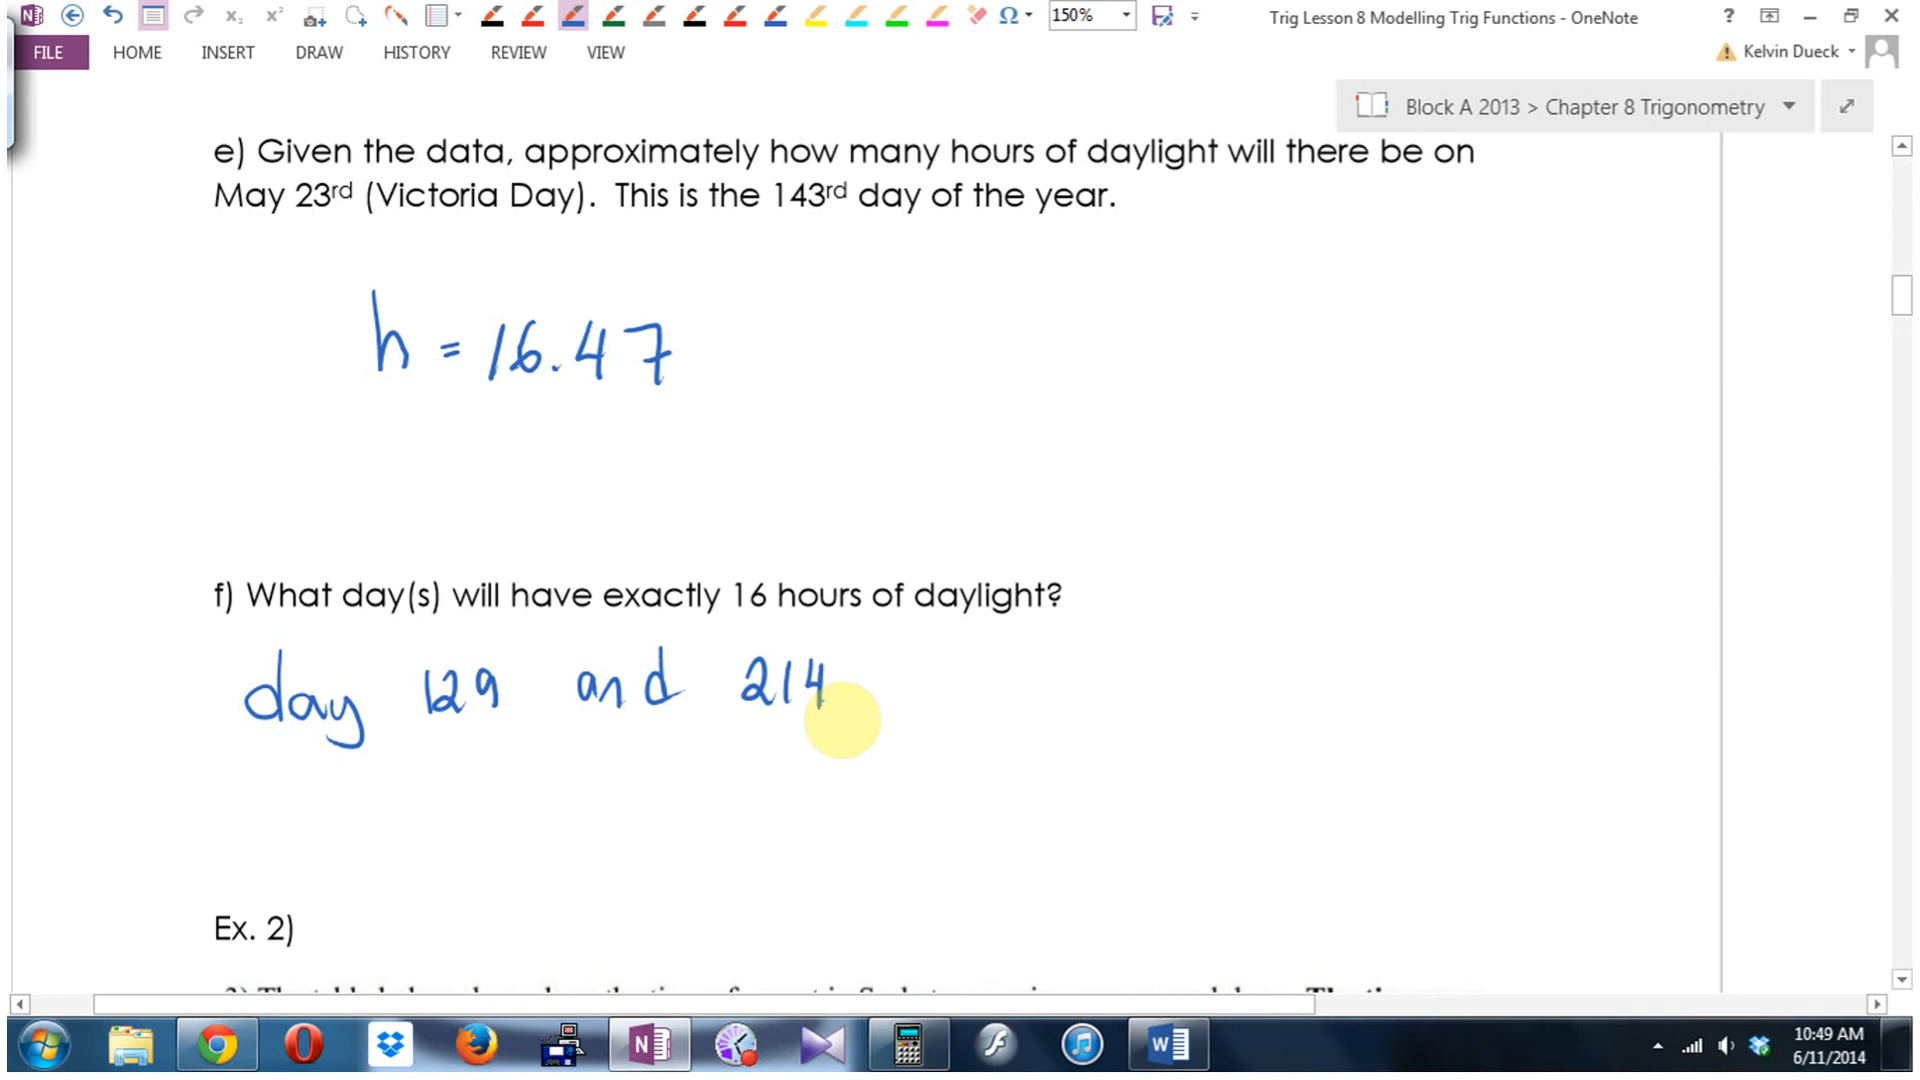 150%
Trig Lesson 8 Modelling Trig Functions - OneNote
FILE HOME INSERT DRAW HISTORY REVIEW VIEW
Kelvin Dueck
Block A 2013 > Chapter 8 Trigonometry
e) Given the data, approximately how many hours of daylight will there be on
May 23rd (Victoria Day). This is the 143rd day of the year.
h = 16.47
f) What day(s) will have exactly 16 hours of daylight?
day 129 and 214
Ex. 2)
10:49 AM
6/11/2014